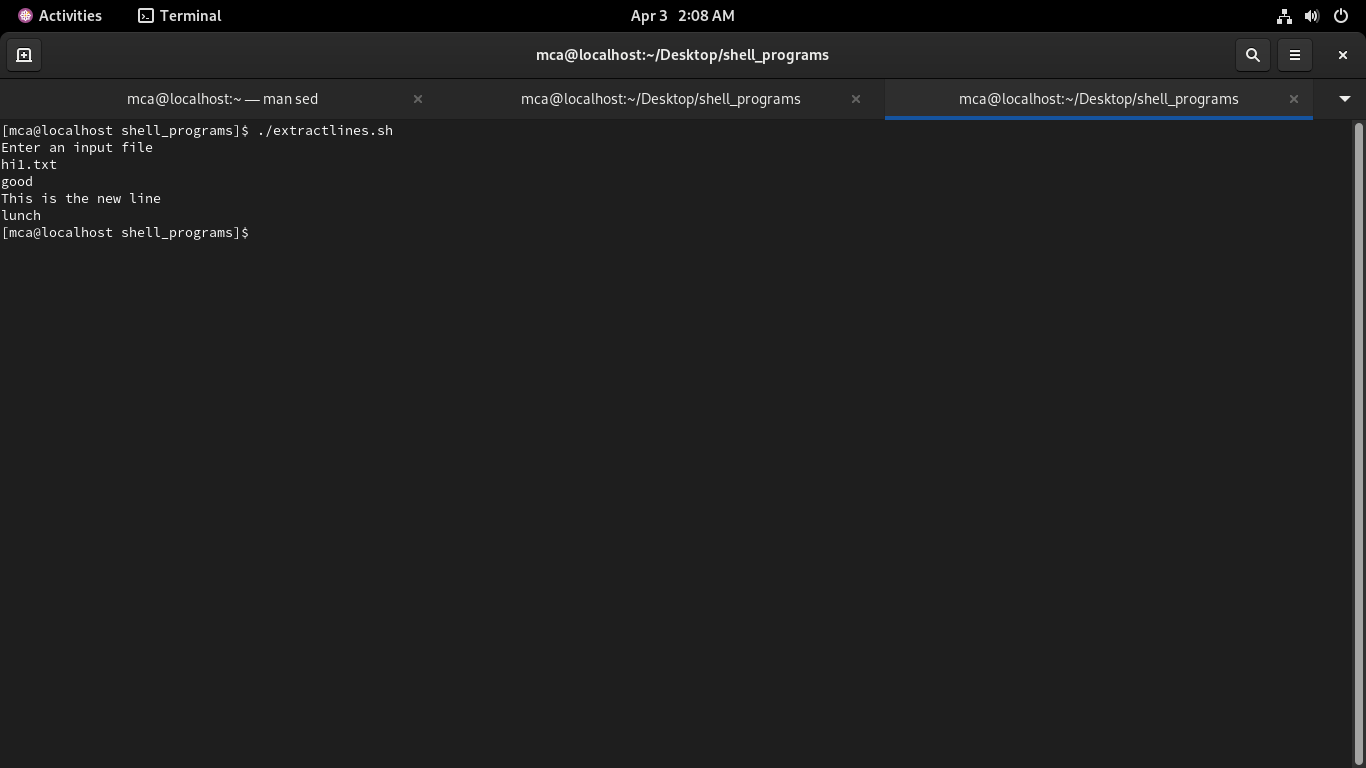 Activities Terminal Apr 3 2:08 AM
mca@localhost:~/Desktop/shell_programs
mca@localhost:~ — man sed mca@localhost:~/Desktop/shell_programs mca@localhost:~/Desktop/shell_programs
[mca@localhost shell_programs]$ ./extractlines.sh
Enter an input file
hi1.txt
good
This is the new line
lunch
[mca@localhost shell_programs]$